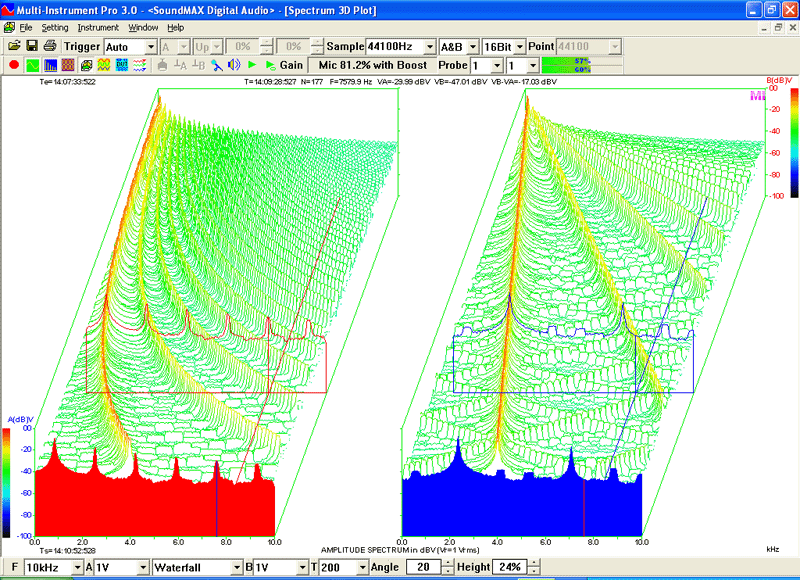 Multi-Instrument Pro 3.0 - <SoundMAX Digital Audio> - [Spectrum 3D Plot]
File Setting Instrument Window Help
Trigger Auto A Up 0% 0% Sample 44100Hz A&B 16Bit Point 44100
Gain Mic 81.2% with Boost Probe 1 1 57% 60%
Te=14:07:33:522 T=14:09:28:527 N=177 F=7579.9 Hz VA=-29.99 dBV VB=-47.01 dBV VB-VA=-17.03 dBV B(dB)V
00
-20
-40
-60
-80
-100
A(dB)V
00
-20
-40
-60
-80
-100
0.0 2.0 4.0 6.0 8.0 10.0 0.0 2.0 4.0 6.0 8.0 10.0
Ts=14:10:52:528 AMPLITUDE SPECTRUM in dBV (Vr=1 Vrms) kHz
F 10kHz A 1V Waterfall B 1V T 200 Angle 20 Height 24%